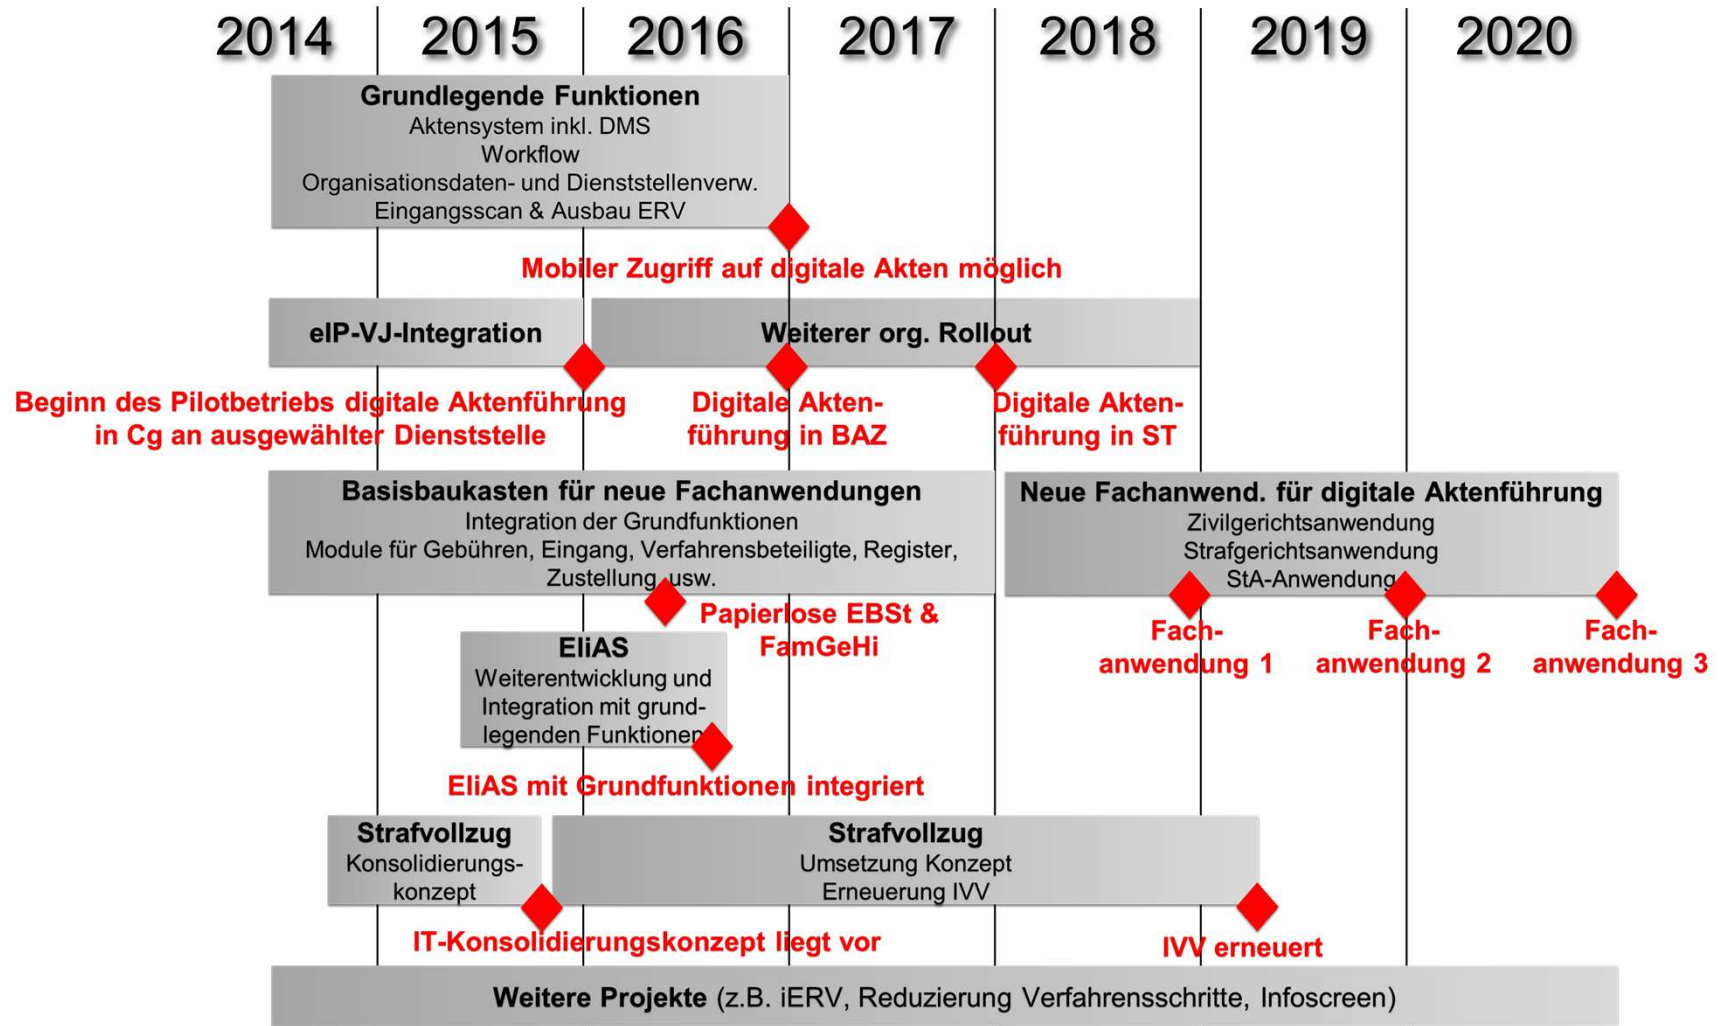 2014 2015 2016 2017 2018 2019 2020
Grundlegende Funktionen
Aktensystem inkl. DMS
Workflow
Organisationsdaten- und Dienststellenverw.
Eingangsscan & Ausbau ERV
Mobiler Zugriff auf digitale Akten möglich
eIP-VJ-Integration
Weiterer org. Rollout
Beginn des Pilotbetriebs digitale Aktenführung
in Cg an ausgewählter Dienststelle
Digitale Akten-
führung in BAZ
Digitale Akten-
führung in ST
Basisbaukasten für neue Fachanwendungen
Integration der Grundfunktionen
Module für Gebühren, Eingang, Verfahrensbeteiligte, Register,
Zustellung usw.
Neue Fachanwend. für digitale Aktenführung
Zivilgerichtsanwendung
Strafgerichtsanwendung
StA-Anwendung
Papierlose EBSt &
FamGeHi
Fach-
anwendung 1
Fach-
anwendung 2
Fach-
anwendung 3
EliAS
Weiterentwicklung und
Integration mit grund-
legenden Funktionen
EliAS mit Grundfunktionen integriert
Strafvollzug
Konsolidierungs-
konzept
Strafvollzug
Umsetzung Konzept
Erneuerung IVV
IT-Konsolidierungskonzept liegt vor
IVV erneuert
Weitere Projekte (z.B. iERV, Reduzierung Verfahrensschritte, Infoscreen)